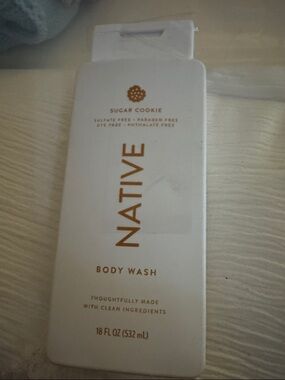 SUGAR COOKIE
SULFATE FREE • PARABEN FREE
DYE FREE • PHTHALATE FREE
NATIVE
BODY WASH
THOUGHTFULLY MADE
WITH CLEAN INGREDIENTS
18 FL OZ (532 mL)